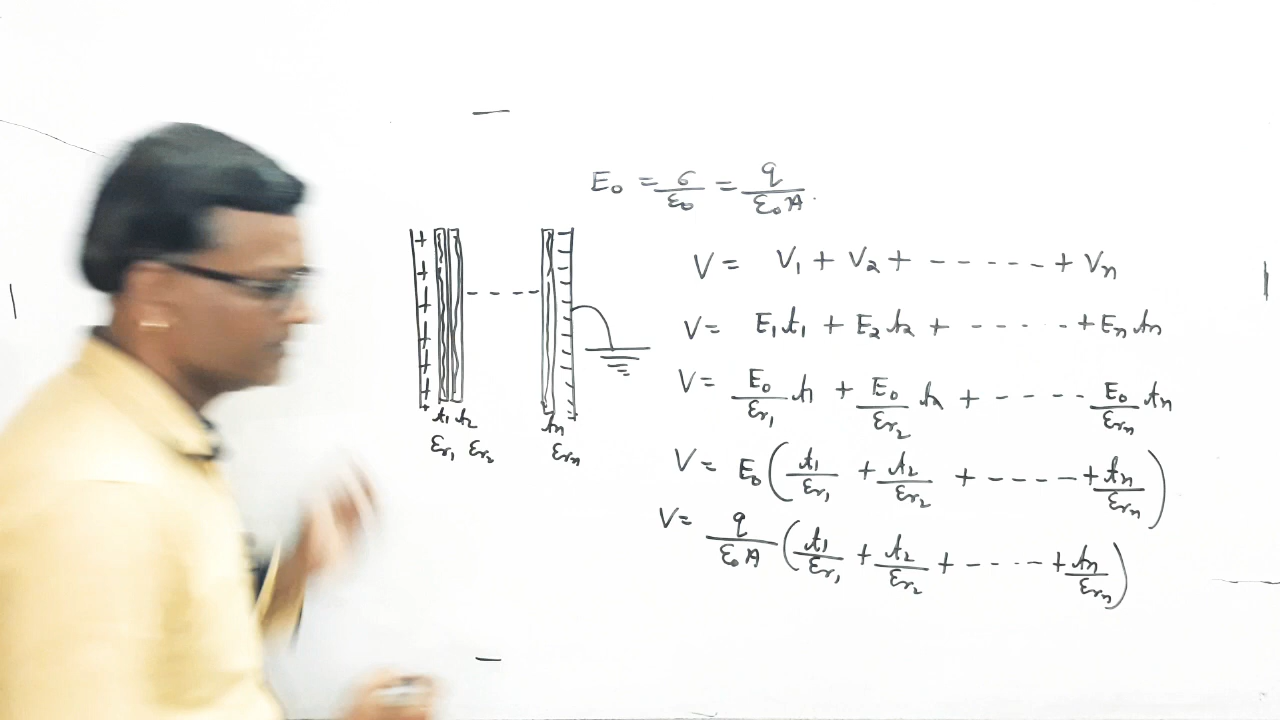 E₀ = σ/ε₀ = q/ε₀A.
V = V₁ + V₂ + - - - - - + Vₙ
V = E₁t₁ + E₂t₂ + - - - - - + Eₙtₙ
V = E₀/εr₁ t₁ + E₀/εr₂ t₂ + - - - - E₀/εrₙ tₙ
V = E₀(t₁/εr₁ + t₂/εr₂ + - - - - + tₙ/εrₙ)
V = q/ε₀A (t₁/εr₁ + t₂/εr₂ + - - - - + tₙ/εrₙ)
t₁ t₂ tₙ
εr₁ εr₂ εrₙ